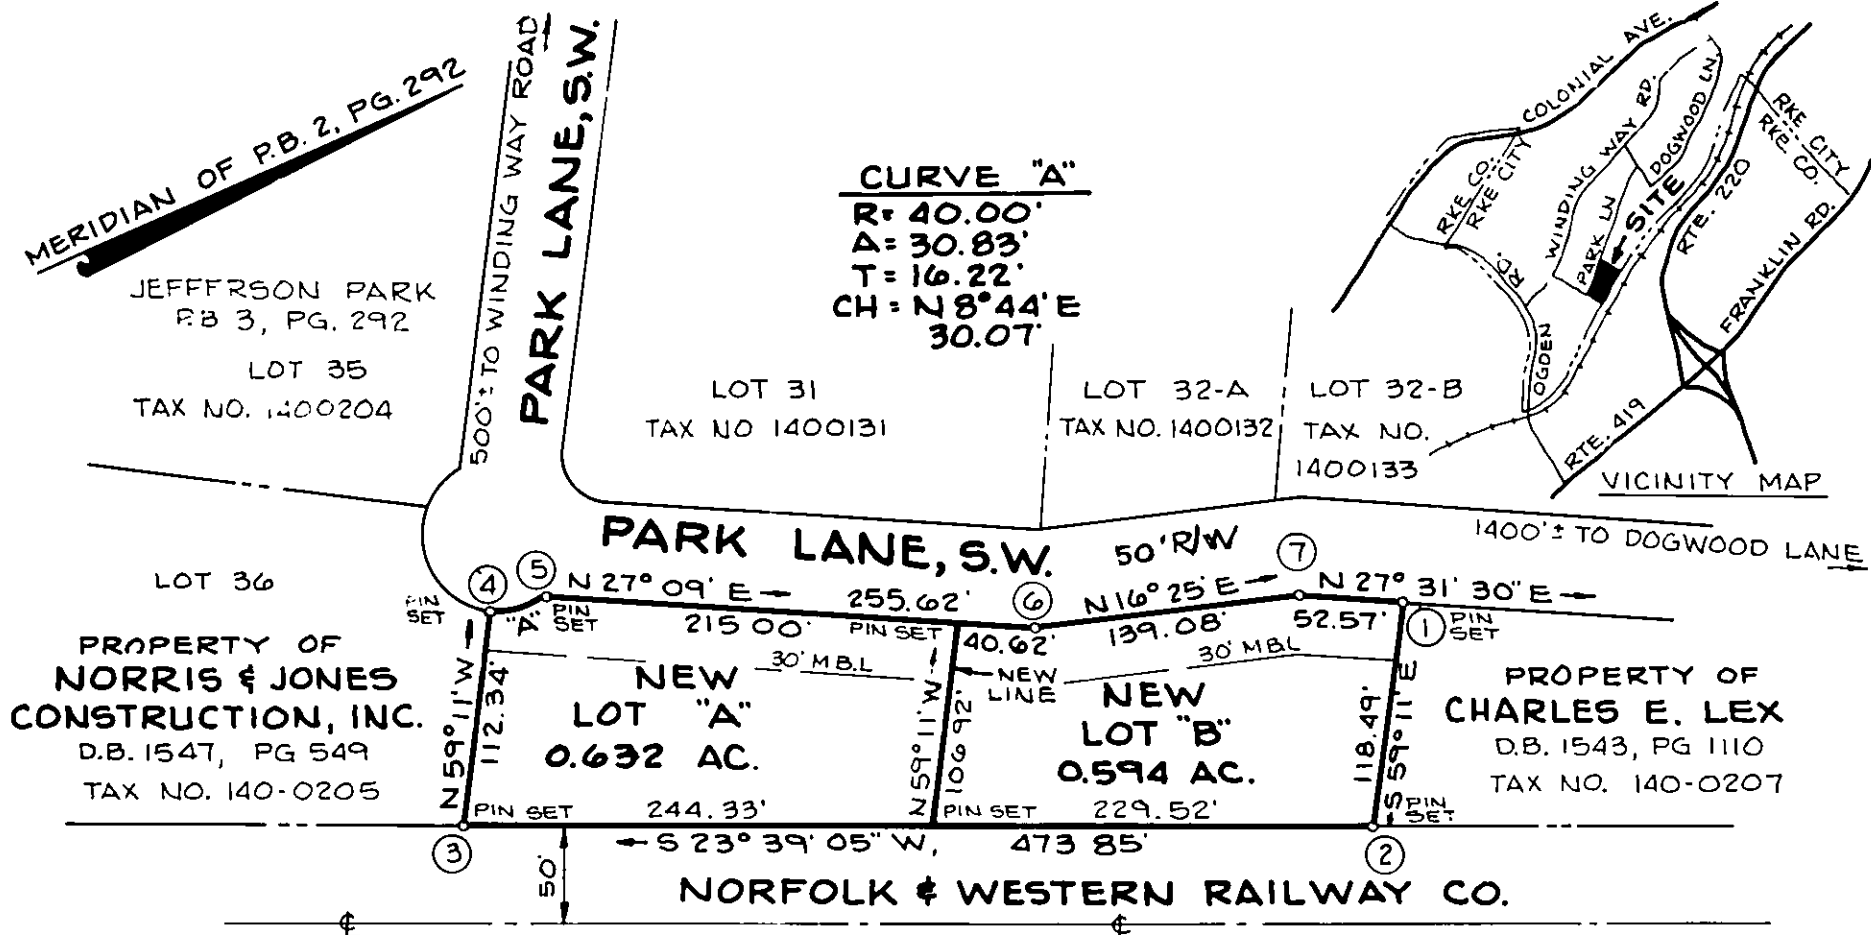 MERIDIAN OF P.B. 2, PG. 292
JEFFFRSON PARK
P.B 3, PG. 292
LOT 35
TAX NO. 1400204
500'± TO WINDING WAY ROAD
PARK LANE, S.W.
CURVE "A"
R= 40.00'
A= 30.83'
T= 16.22'
CH = N 8° 44' E
30.07'
LOT 31
TAX NO 1400131
LOT 32-A
TAX NO. 1400132
LOT 32-B
TAX NO.
1400133
COLONIAL AVE.
RKE CO.
RKE CITY
WINDING WAY RD.
DOGWOOD LN.
PARK LN
SITE
RTE. 220
RKE CITY
RKE CO.
FRANKLIN RD.
OGDEN RD.
RTE. 419
VICINITY MAP
PARK LANE, S.W.
50' R/W
1400'± TO DOGWOOD LANE
LOT 36
PIN
SET
4
5
N 27° 09' E
255.62'
6
N 16° 25' E
7
N 27° 31' 30" E
"A"
PIN
SET
215 00'
PIN SET
40.62'
139.08'
52.57'
1
PIN
SET
30' M B.L
30' M B.L
PROPERTY OF
NORRIS & JONES
CONSTRUCTION, INC.
D.B. 1547, PG 549
TAX NO. 140-0205
N 59° 11' W
112.34'
NEW
LOT "A"
0.632 AC.
N 59° 11' W
106 92'
NEW
LINE
NEW
LOT "B"
0.594 AC.
118.49'
S 59° 11' E
PROPERTY OF
CHARLES E. LEX
D.B. 1543, PG 1110
TAX NO. 140-0207
PIN SET
244.33'
PIN SET
229.52'
PIN
SET
3
S 23° 39' 05" W,
473 85'
2
50'
NORFOLK & WESTERN RAILWAY CO.
℄
℄